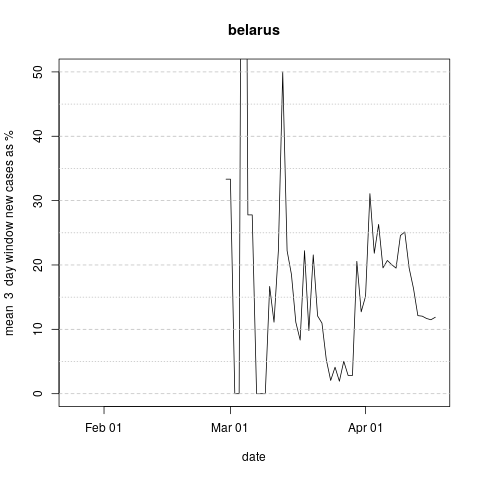 belarus
mean 3 day window new cases as %
50
40
30
20
10
0
Feb 01
Mar 01
Apr 01
date